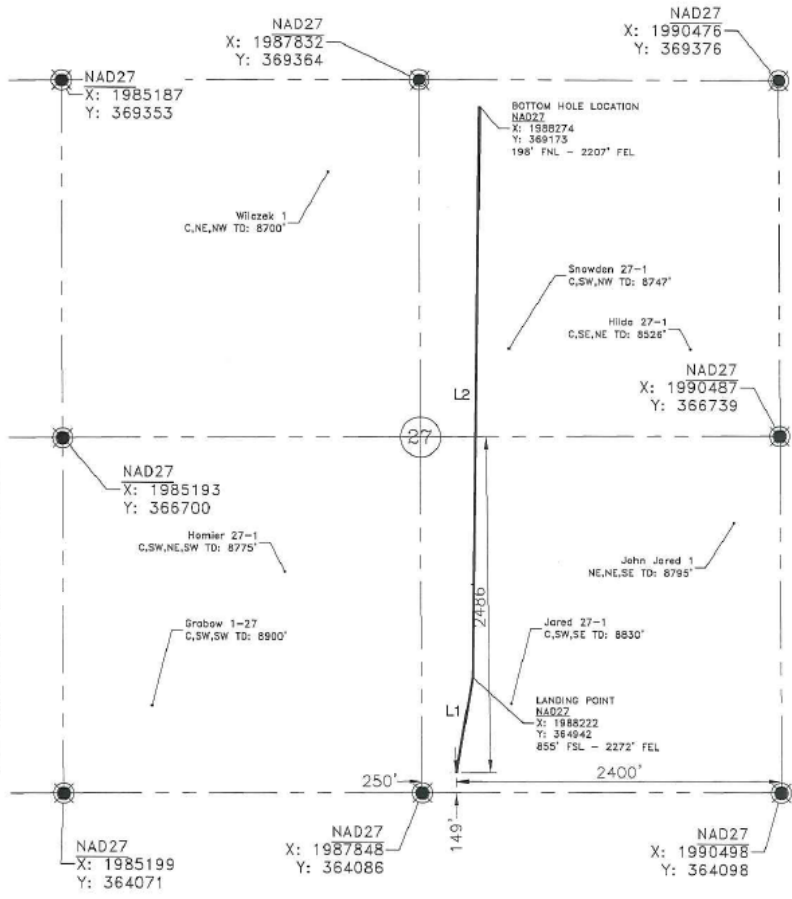 NAD27
X: 1987832
Y: 369364
NAD27
X: 1990476
Y: 369376
NAD27
X: 1985187
Y: 369353
BOTTOM HOLE LOCATION
NAD27
X: 1988274
Y: 369173
198' FNL - 2207' FEL
Wilczek 1
C,NE,NW TD: 8700'
Snowden 27-1
C,SW,NW TD: 8747'
Hilda 27-1
C,SE,NE TD: 8526'
NAD27
X: 1990487
Y: 366739
L2
27
NAD27
X: 1985193
Y: 366700
Homier 27-1
C,SW,NE,SW TD: 8775'
John Jared 1
NE,NE,SE TD: 8795'
2486'
Grabow 1-27
C,SW,SW TD: 8900'
Jared 27-1
C,SW,SE TD: 8830'
L1
LANDING POINT
NAD27
X: 1988222
Y: 364942
855' FSL - 2272' FEL
250'
2400'
149'
NAD27
X: 1985199
Y: 364071
NAD27
X: 1987848
Y: 364086
NAD27
X: 1990498
Y: 364098